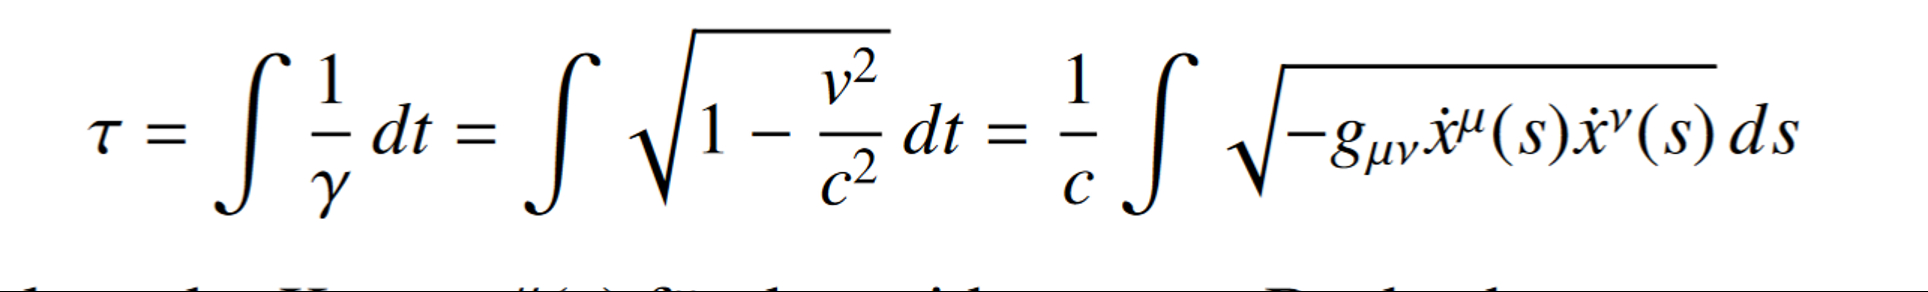 τ = ∫ 1/γ dt = ∫ √(1 − v²/c²) dt = 1/c ∫ √(−g_μν ẋ^μ(s)ẋ^ν(s)) ds